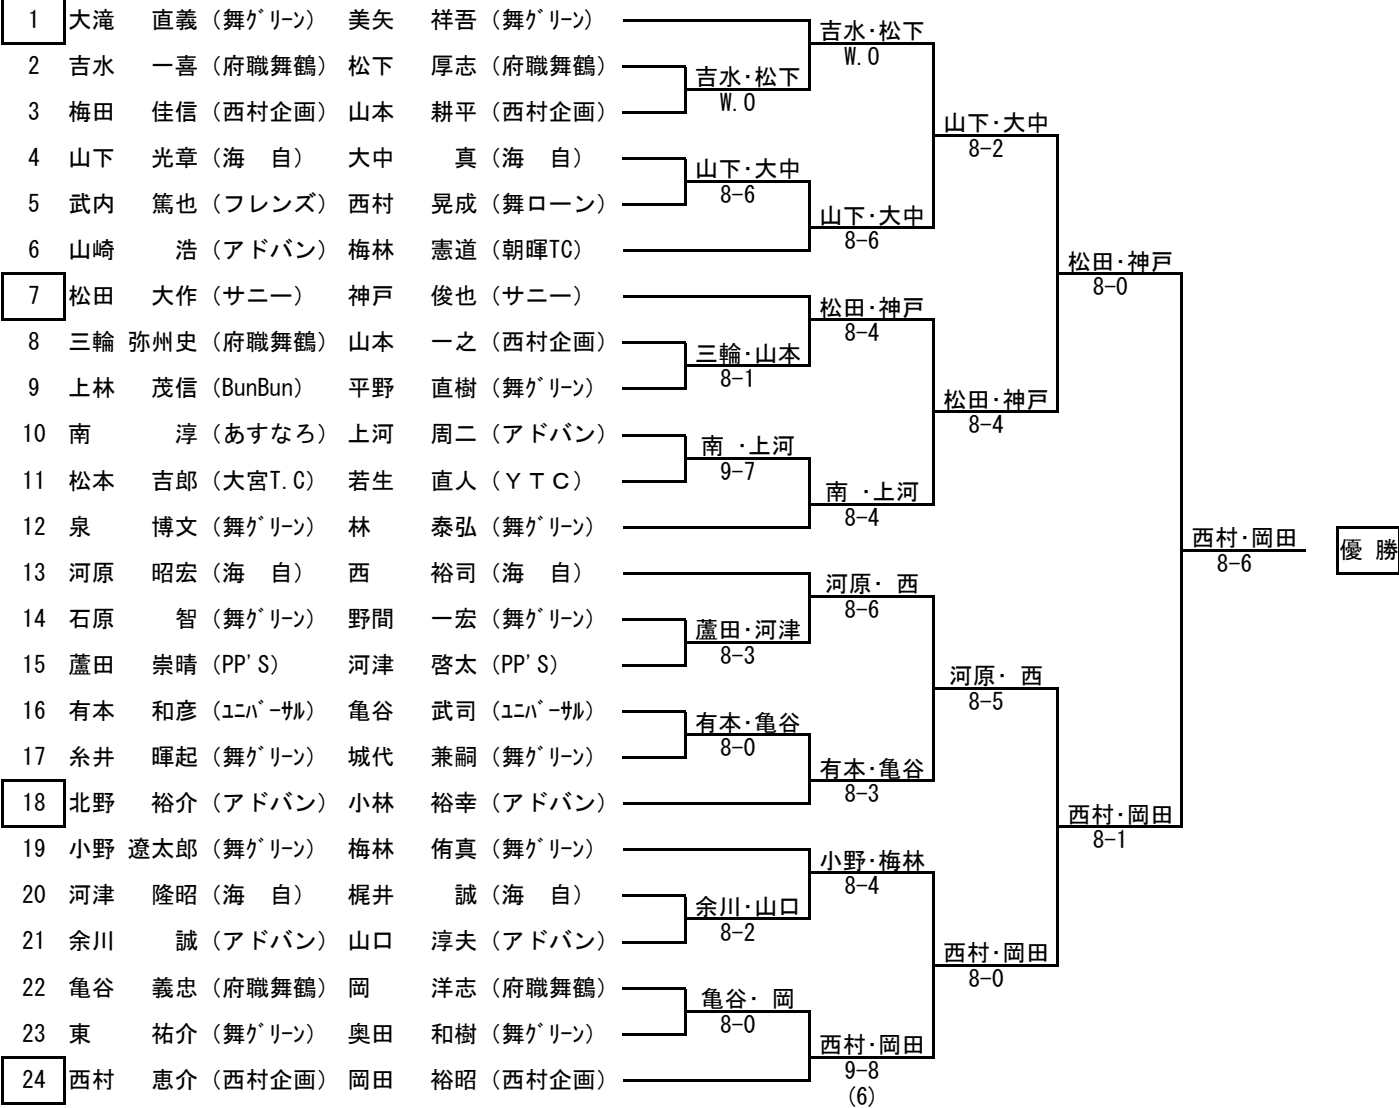 1 大滝 直義 (舞グリーン) 美矢 祥吾 (舞グリーン)
2 吉水 一喜 (府職舞鶴) 松下 厚志 (府職舞鶴)
3 梅田 佳信 (西村企画) 山本 耕平 (西村企画)
4 山下 光章 (海 自) 大中 真 (海 自)
5 武内 篤也 (フレンズ) 西村 晃成 (舞ローン)
6 山崎 浩 (アドバン) 梅林 憲道 (朝暉TC)
7 松田 大作 (サニー) 神戸 俊也 (サニー)
8 三輪 弥州史 (府職舞鶴) 山本 一之 (西村企画)
9 上林 茂信 (BunBun) 平野 直樹 (舞グリーン)
10 南 淳 (あすなろ) 上河 周二 (アドバン)
11 松本 吉郎 (大宮T.C) 若生 直人 (YTC)
12 泉 博文 (舞グリーン) 林 泰弘 (舞グリーン)
13 河原 昭宏 (海 自) 西 裕司 (海 自)
14 石原 智 (舞グリーン) 野間 一宏 (舞グリーン)
15 蘆田 崇晴 (PP'S) 河津 啓太 (PP'S)
16 有本 和彦 (ユニバーサル) 亀谷 武司 (ユニバーサル)
17 糸井 暉起 (舞グリーン) 城代 兼嗣 (舞グリーン)
18 北野 裕介 (アドバン) 小林 裕幸 (アドバン)
19 小野 遼太郎 (舞グリーン) 梅林 侑真 (舞グリーン)
20 河津 隆昭 (海 自) 梶井 誠 (海 自)
21 余川 誠 (アドバン) 山口 淳夫 (アドバン)
22 亀谷 義忠 (府職舞鶴) 岡 洋志 (府職舞鶴)
23 東 祐介 (舞グリーン) 奥田 和樹 (舞グリーン)
24 西村 恵介 (西村企画) 岡田 裕昭 (西村企画)
吉水・松下
W.O
山下・大中
8-6
三輪・山本
8-1
南 ・上河
9-7
蘆田・河津
8-3
有本・亀谷
8-0
余川・山口
8-2
亀谷・ 岡
8-0
吉水・松下
W.O
山下・大中
8-6
松田・神戸
8-4
南 ・上河
8-4
河原・ 西
8-6
有本・亀谷
8-3
小野・梅林
8-4
西村・岡田
9-8
(6)
山下・大中
8-2
松田・神戸
8-4
河原・ 西
8-5
西村・岡田
8-0
松田・神戸
8-0
西村・岡田
8-1
西村・岡田
8-6
優 勝